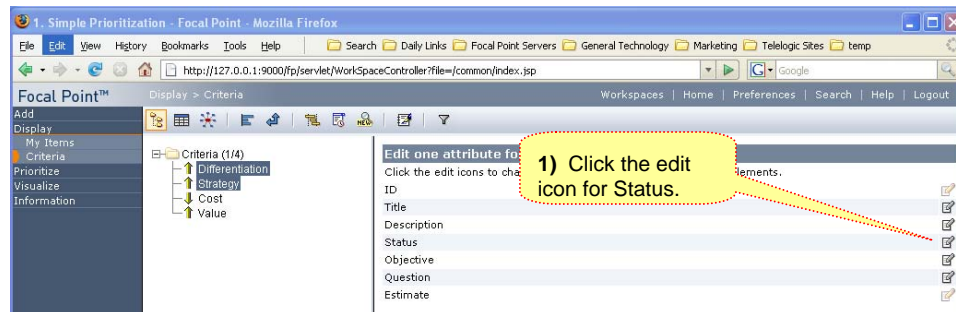 1. Simple Prioritization - Focal Point - Mozilla Firefox
File Edit View History Bookmarks Tools Help Search Daily Links Focal Point Servers General Technology Marketing Telelogic Sites temp
http://127.0.0.1:9000/fp/servlet/WorkSpaceController?file=/common/index.jsp G Google
Focal Point™ Display > Criteria Workspaces | Home | Preferences | Search | Help | Logout
Add
Display
My Items
Criteria
Prioritize
Visualize
Information
NEW
Criteria (1/4)
Differentiation
Strategy
Cost
Value
Edit one attribute fo
Click the edit icons to cha ements.
ID
Title
Description
Status
Objective
Question
Estimate
1) Click the edit
icon for Status.